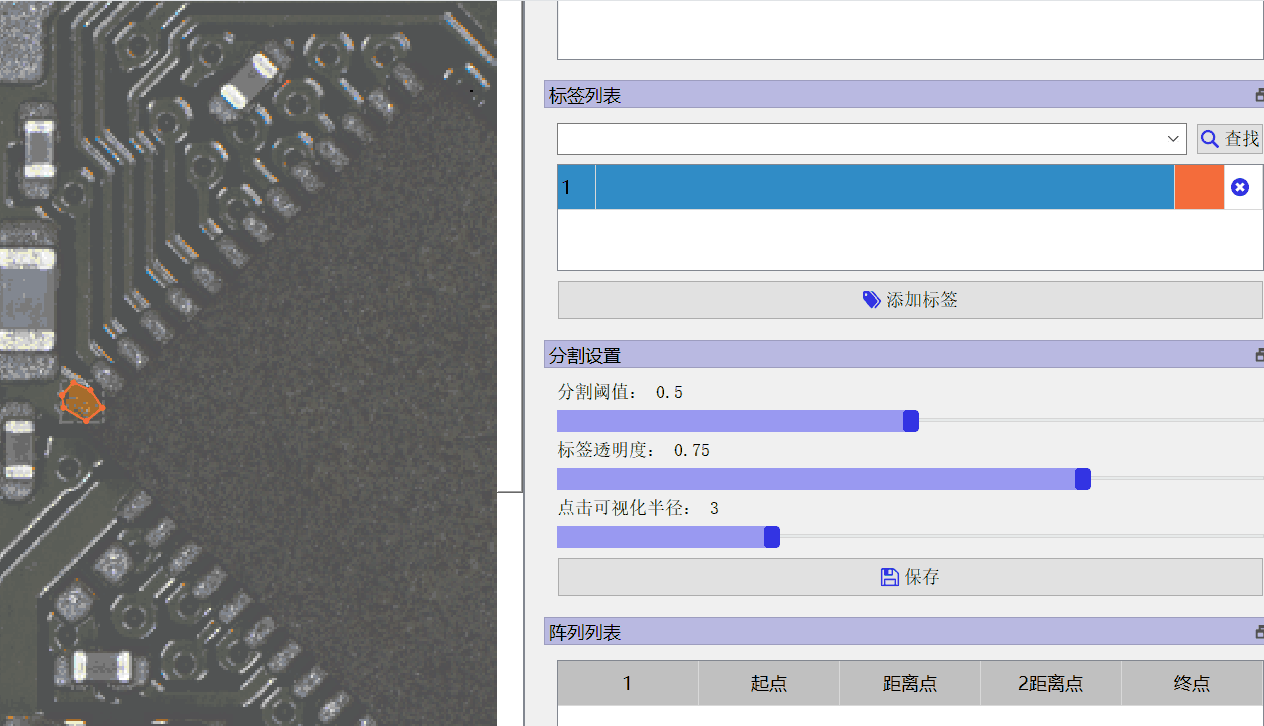 标签列表
查找
1
添加标签
分割设置
分割阈值： 0.5
标签透明度： 0.75
点击可视化半径： 3
保存
阵列列表
1 起点 距离点 2距离点 终点